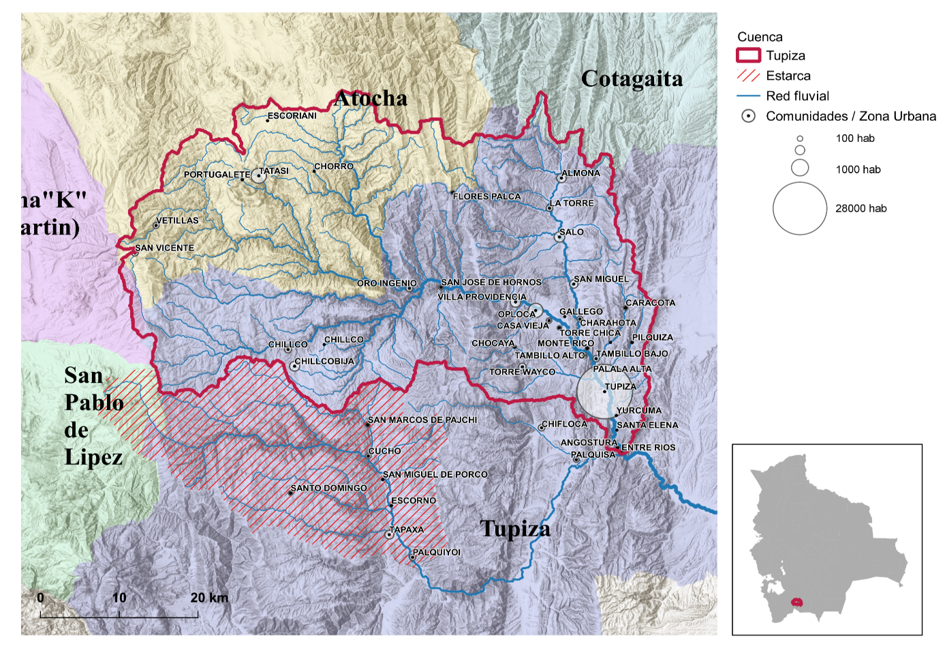 Cuenca
Tupiza
Estarca
Red fluvial
Comunidades / Zona Urbana
100 hab
1000 hab
28000 hab
Cotagaita
Atocha
ESCORIANI
CHORRO
PORTUGALETE
TATASI
ALMONA
FLORES PALCA
LA TORRE
na"K"
artin)
VETILLAS
SALO
SAN VICENTE
ORO INGENIO
SAN JOSE DE HORNOS
SAN MIGUEL
VILLA PROVIDENCIA
CARACOTA
OPLOCA
GALLEGO
CASA VIEJA
CHARAHOTA
TORRE CHICA
PILQUIZA
CHILLCO
CHILLCO
CHOCAYA
MONTE RICO
TAMBILLO ALTO
TAMBILLO BAJO
CHILLCOBIJA
TORRE WAYCO
PALALA ALTA
TUPIZA
San
Pablo
de
Lipez
YURCUMA
SAN MARCOS DE PAJCHI
CHIFLOCA
SANTA ELENA
ANGOSTURA
ENTRE RIOS
CUCHO
PALQUISA
SAN MIGUEL DE PORCO
SANTO DOMINGO
ESCORNO
TAPAXA
Tupiza
PALQUIYOI
0
10
20 km